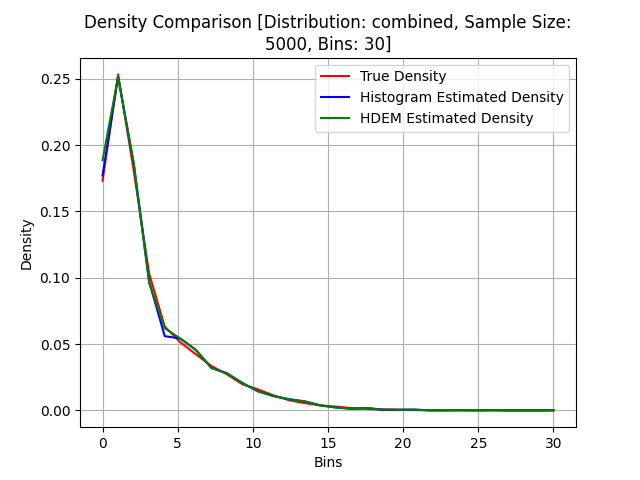 Density Comparison [Distribution: combined, Sample Size:
5000, Bins: 30]
True Density
Histogram Estimated Density
HDEM Estimated Density
Density
0.25
0.20
0.15
0.10
0.05
0.00
0 5 10 15 20 25 30
Bins